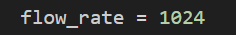 flow_rate = 1024